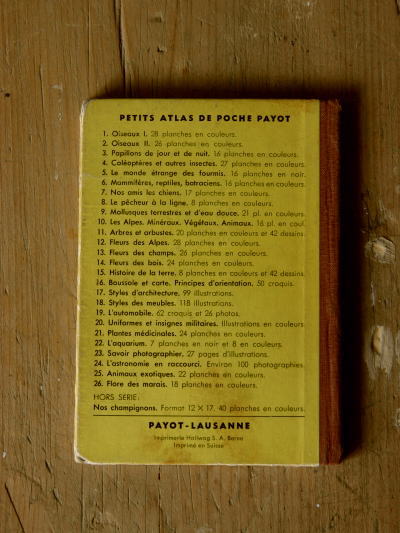 PETITS ATLAS DE POCHE PAYOT
1. Oiseaux I. 28 planches en couleurs.
2. Oiseaux II. 26 planches en couleurs.
3. Papillons de jour et de nuit. 16 planches en couleurs.
4. Coléoptères et autres insectes. 27 planches en couleurs.
5. Le monde étrange des fourmis. 16 planches en noir.
6. Mammifères, reptiles, batraciens. 16 planches en couleurs.
7. Nos amis les chiens. 17 planches en couleurs.
8. Le pêcheur à la ligne. 8 planches en couleurs.
9. Mollusques terrestres et d'eau douce. 21 pl. en couleurs.
10. Les Alpes. Minéraux. Végétaux. Animaux. 16 pl. en coul.
11. Arbres et arbustes. 20 planches en couleurs et 42 dessins.
12. Fleurs des Alpes. 28 planches en couleurs.
13. Fleurs des champs. 26 planches en couleurs.
14. Fleurs des bois. 24 planches en couleurs.
15. Histoire de la terre. 8 planches en couleurs et 42 dessins.
16. Boussole et carte. Principes d'orientation. 50 croquis.
17. Styles d'architecture. 99 illustrations.
18. Styles des meubles. 118 illustrations.
19. L'automobile. 62 croquis et 26 photos.
20. Uniformes et insignes militaires. Illustrations en couleurs.
21. Plantes médicinales. 24 planches en couleurs.
22. L'aquarium. 7 planches en noir et 8 en couleurs.
23. Savoir photographier. 27 pages d'illustrations.
24. L'astronomie en raccourci. Environ 100 photographies.
25. Animaux exotiques. 22 planches en couleurs.
26. Flore des marais. 18 planches en couleurs.
HORS SERIE:
Nos champignons. Format 12 × 17. 40 planches en couleurs.
PAYOT-LAUSANNE
Imprimerie Hallwag S. A. Berne
Imprimé en Suisse